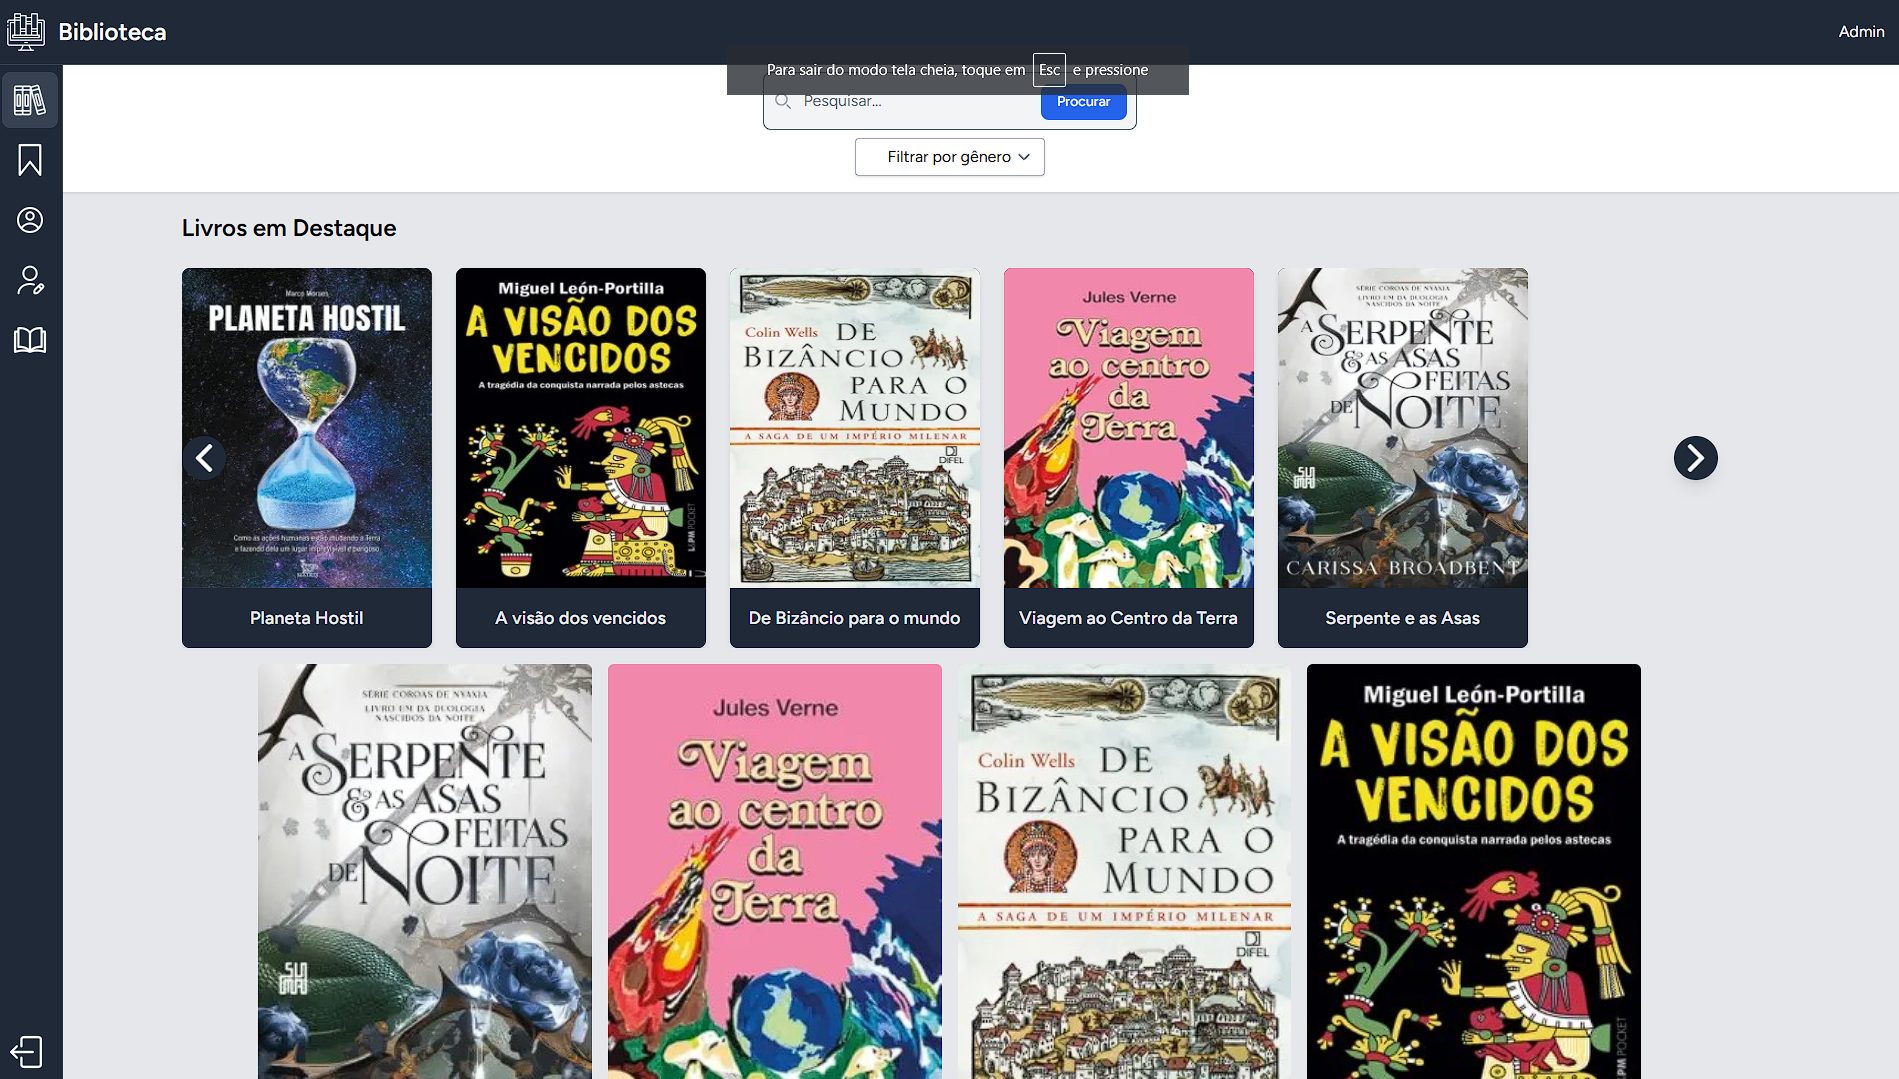 Biblioteca
Admin
Para sair do modo tela cheia, toque em Esc e pressione
Pesquisar...
Procurar
Filtrar por gênero
Livros em Destaque
Marco Moraes
PLANETA HOSTIL
Como as ações humanas estão mudando a Terra
e fazendo dela um lugar imprevisível e perigoso
MATRIX
Planeta Hostil
Miguel León-Portilla
A VISÃO DOS
VENCIDOS
A tragédia da conquista narrada pelos astecas
L&PM POCKET
A visão dos vencidos
Colin Wells
DE
BIZÂNCIO
PARA O
MUNDO
A SAGA DE UM IMPÉRIO MILENAR
DIFEL
De Bizâncio para o mundo
Jules Verne
Viagem
ao centro
da
Terra
Viagem ao Centro da Terra
SÉRIE COROAS DE NYAXIA
LIVRO UM DA DUOLOGIA
NASCIDOS DA NOITE
A SERPENTE
& AS ASAS
FEITAS
DE NOITE
CARISSA BROADBENT
Serpente e as Asas
SÉRIE COROAS DE NYAXIA
LIVRO UM DA DUOLOGIA
NASCIDOS DA NOITE
A SERPENTE
& AS ASAS
FEITAS
DE NOITE
Jules Verne
Viagem
ao centro
da
Terra
Colin Wells
DE
BIZÂNCIO
PARA O
MUNDO
A SAGA DE UM IMPÉRIO MILENAR
DIFEL
Miguel León-Portilla
A VISÃO DOS
VENCIDOS
A tragédia da conquista narrada pelos astecas
L&PM POCKET